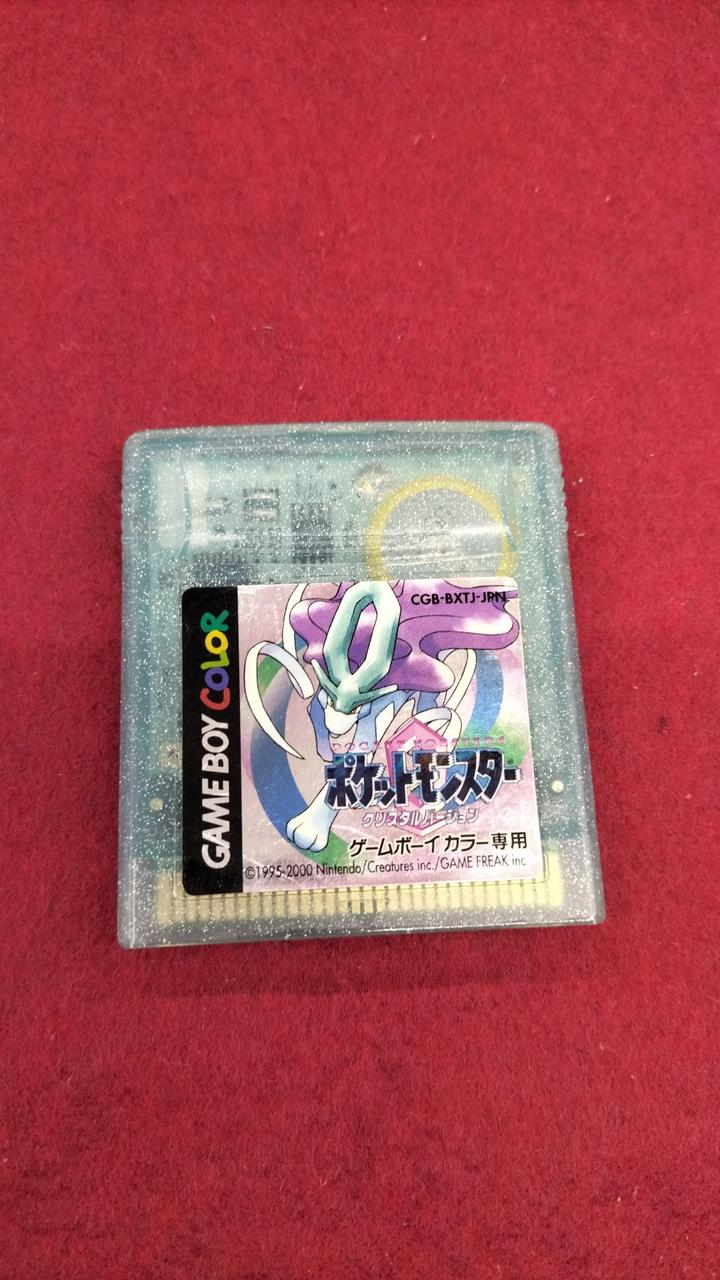 GAME BOY COLOR
CGB-BXTJ-JPN
POCKET MONSTERS
ポケットモンスター
クリスタルバージョン
ゲームボーイカラー専用
©1995-2000 Nintendo/Creatures inc./GAME FREAK inc.